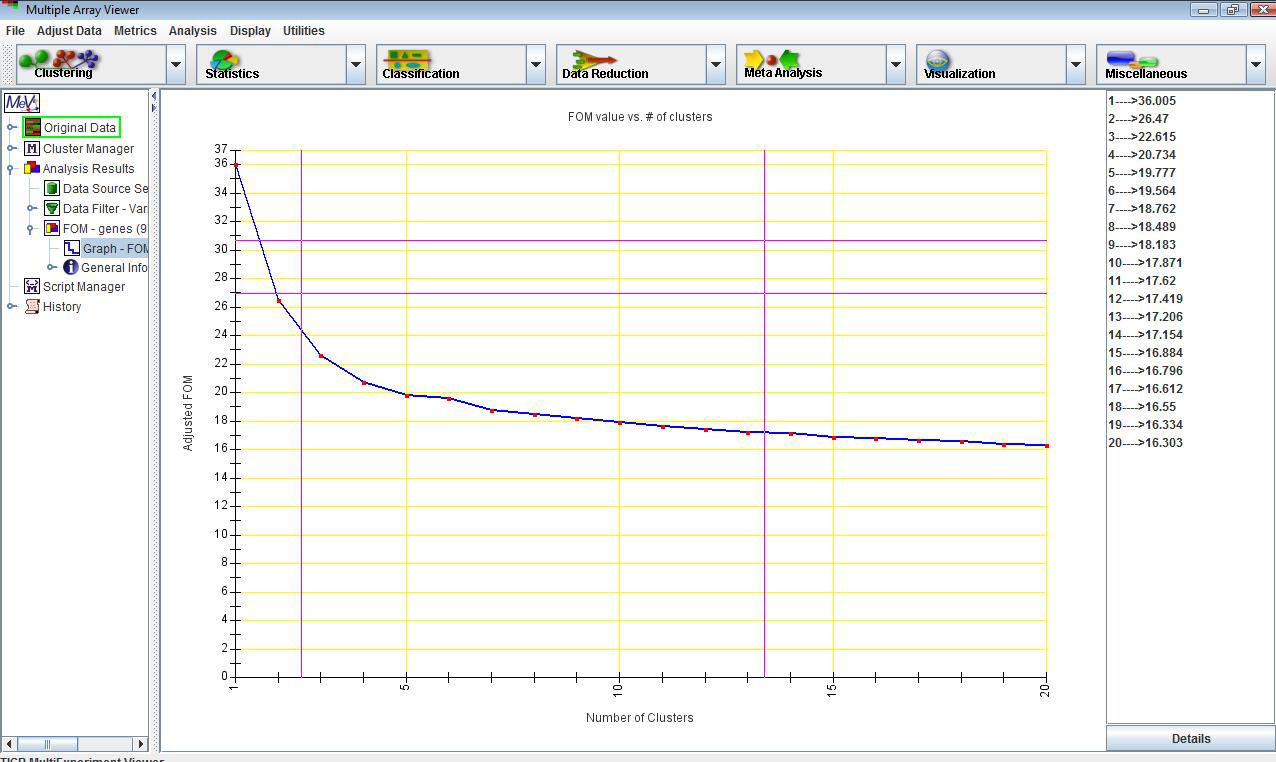 Multiple Array Viewer
File Adjust Data Metrics Analysis Display Utilities
Clustering Statistics Classification Data Reduction Meta Analysis Visualization Miscellaneous
MeV
Original Data
M Cluster Manager
Analysis Results
Data Source Se
Data Filter - Var
FOM - genes (9
Graph - FOM
i General Info
Script Manager
History
FOM value vs. # of clusters
37
36
34
32
30
28
26
24
22
20
18
16
14
12
10
8
6
4
2
0
Adjusted FOM
1 5 10 15 20
Number of Clusters
1---->36.005
2---->26.47
3---->22.615
4---->20.734
5---->19.777
6---->19.564
7---->18.762
8---->18.489
9---->18.183
10---->17.871
11---->17.62
12---->17.419
13---->17.206
14---->17.154
15---->16.884
16---->16.796
17---->16.612
18---->16.55
19---->16.334
20---->16.303
Details
TIGR MultiExperiment Viewer